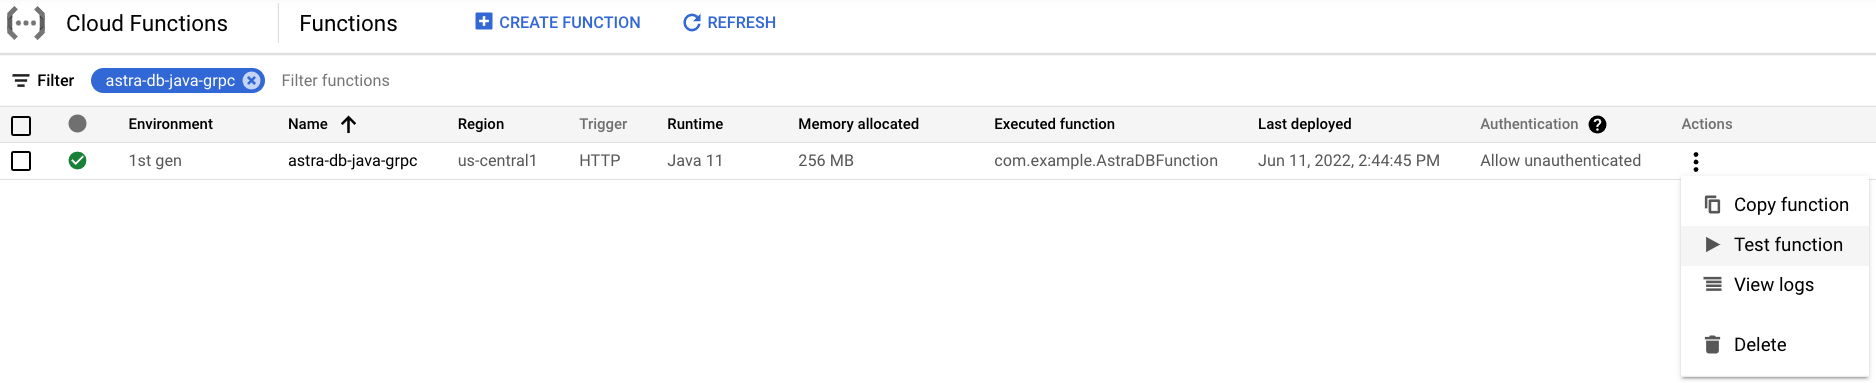 Cloud Functions Functions CREATE FUNCTION REFRESH
Filter astra-db-java-grpc Filter functions
Environment Name Region Trigger Runtime Memory allocated Executed function Last deployed Authentication ? Actions
1st gen astra-db-java-grpc us-central1 HTTP Java 11 256 MB com.example.AstraDBFunction Jun 11, 2022, 2:44:45 PM Allow unauthenticated
Copy function
Test function
View logs
Delete